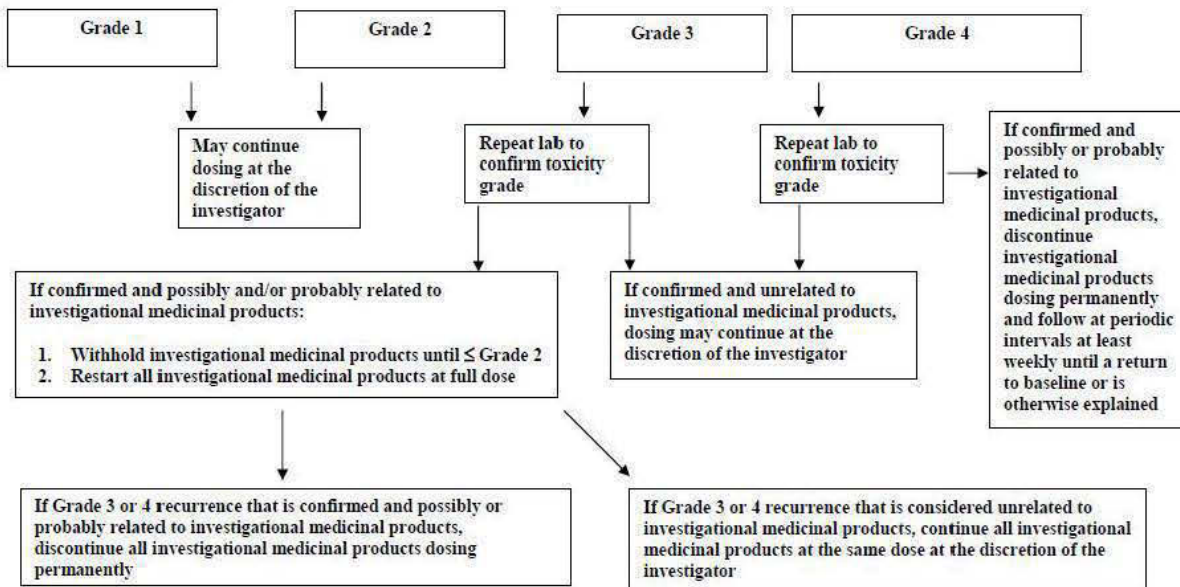 Grade 1
Grade 2
Grade 3
Grade 4
May continue
dosing at the
discretion of the
investigator
Repeat lab to
confirm toxicity
grade
Repeat lab to
confirm toxicity
grade
If confirmed and
possibly or probably
related to
investigational
medicinal products,
discontinue
investigational
medicinal products
dosing permanently
and follow at periodic
intervals at least
weekly until a return
to baseline or is
otherwise explained
If confirmed and possibly and/or probably related to
investigational medicinal products:
1. Withhold investigational medicinal products until ≤ Grade 2
2. Restart all investigational medicinal products at full dose
If confirmed and unrelated to
investigational medicinal products,
dosing may continue at the
discretion of the investigator
If Grade 3 or 4 recurrence that is confirmed and possibly or
probably related to investigational medicinal products,
discontinue all investigational medicinal products dosing
permanently
If Grade 3 or 4 recurrence that is considered unrelated to
investigational medicinal products, continue all investigational
medicinal products at the same dose at the discretion of the
investigator